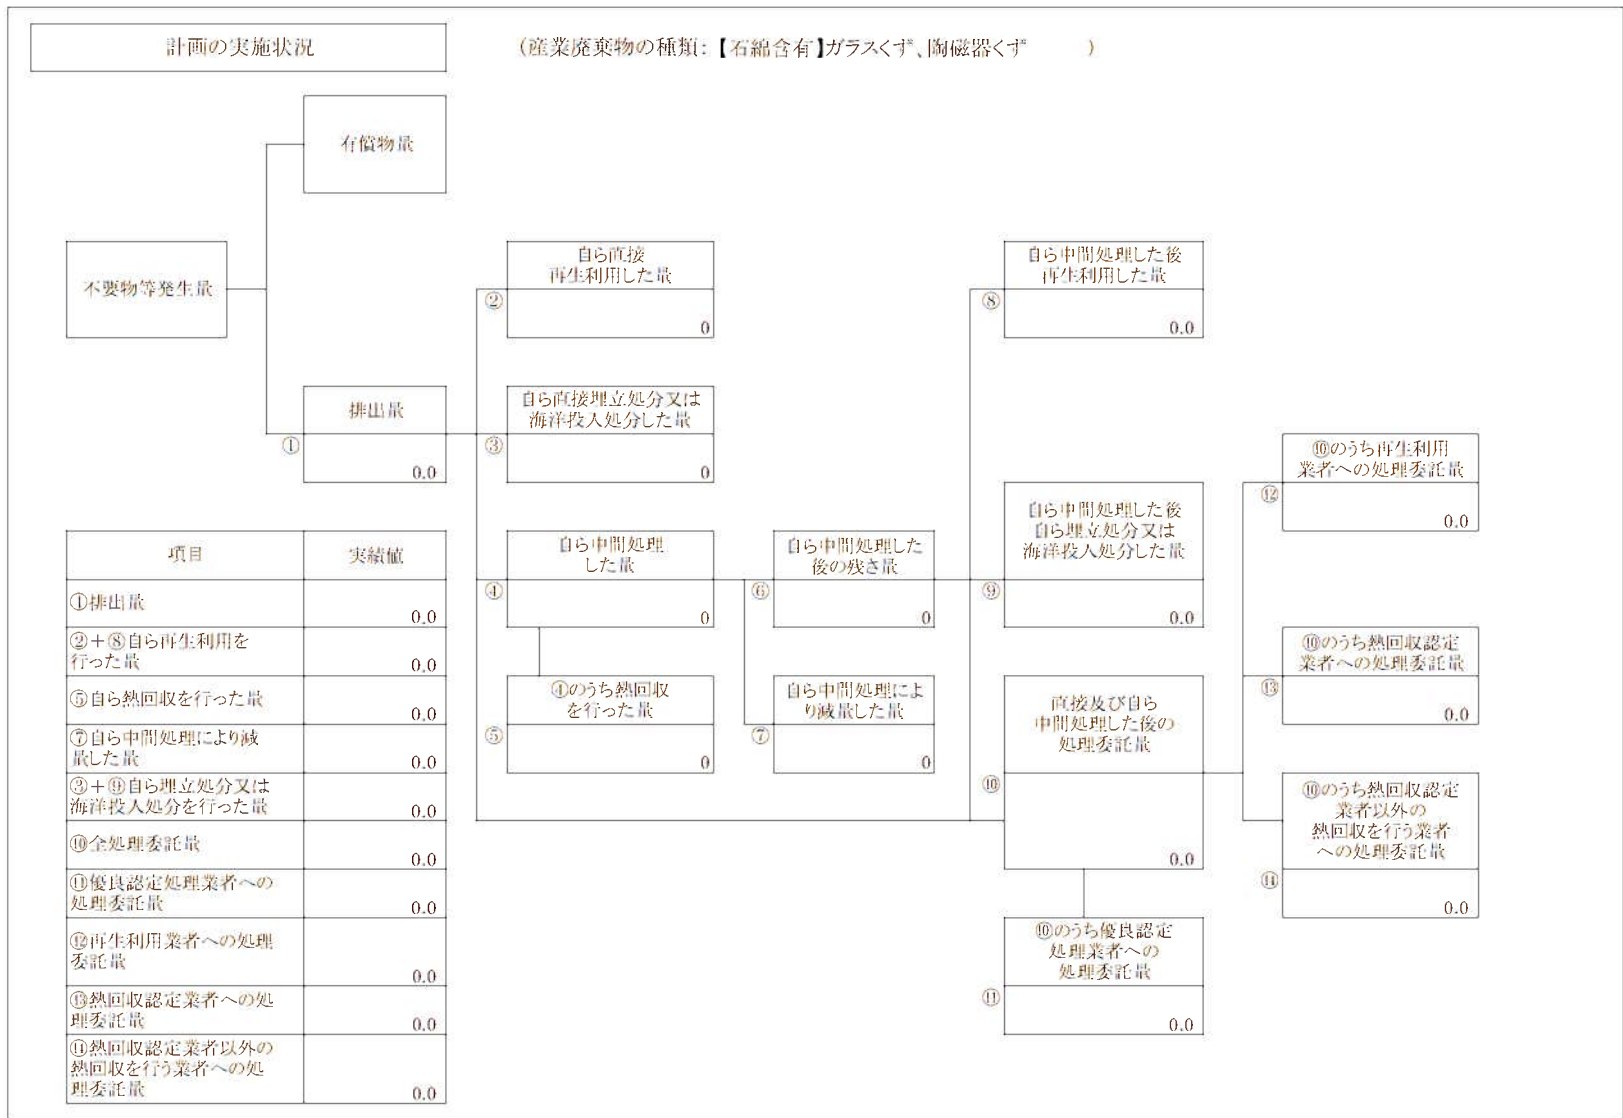 計画の実施状況
(産業廃棄物の種類：【石綿含有】ガラスくず、陶磁器くず　　　)
有償物量
不要物等発生量
自ら直接
再生利用した量
②
0
自ら中間処理した後
再生利用した量
⑧
0.0
排出量
①
0.0
自ら直接埋立処分又は
海洋投入処分した量
③
0
⑩のうち再生利用
業者への処理委託量
⑫
0.0
自ら中間処理
した量
④
0
自ら中間処理した
後の残さ量
⑥
0
自ら中間処理した後
自ら埋立処分又は
海洋投入処分した量
⑨
0.0
⑩のうち熱回収認定
業者への処理委託量
⑬
0.0
④のうち熱回収
を行った量
⑤
0
自ら中間処理によ
り減量した量
⑦
0
直接及び自ら
中間処理した後の
処理委託量
⑩
0.0
⑩のうち熱回収認定
業者以外の
熱回収を行う業者
への処理委託量
⑭
0.0
⑩のうち優良認定
処理業者への
処理委託量
⑪
0.0
項目 実績値
①排出量
0.0
②+⑧自ら再生利用を
行った量
0.0
⑤自ら熱回収を行った量
0.0
⑦自ら中間処理により減
量した量
0.0
③+⑨自ら埋立処分又は
海洋投入処分を行った量
0.0
⑩全処理委託量
0.0
⑪優良認定処理業者への
処理委託量
0.0
⑫再生利用業者への処理
委託量
0.0
⑬熱回収認定業者への処
理委託量
0.0
⑭熱回収認定業者以外の
熱回収を行う業者への処
理委託量
0.0